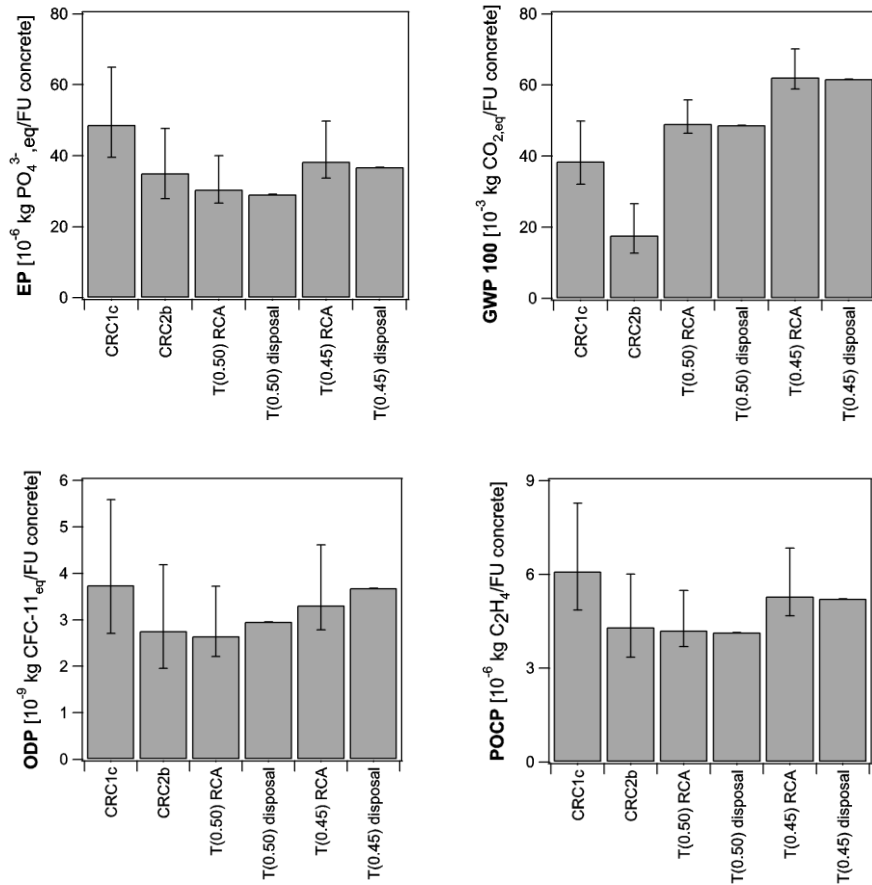 EP [10⁻⁶ kg PO₄³⁻,eq/FU concrete]
80
60
40
20
0
CRC1c
CRC2b
T(0.50) RCA
T(0.50) disposal
T(0.45) RCA
T(0.45) disposal
GWP 100 [10⁻³ kg CO₂,eq/FU concrete]
80
60
40
20
0
CRC1c
CRC2b
T(0.50) RCA
T(0.50) disposal
T(0.45) RCA
T(0.45) disposal
ODP [10⁻⁹ kg CFC-11eq/FU concrete]
6
5
4
3
2
1
0
CRC1c
CRC2b
T(0.50) RCA
T(0.50) disposal
T(0.45) RCA
T(0.45) disposal
POCP [10⁻⁶ kg C₂H₄/FU concrete]
9
6
3
0
CRC1c
CRC2b
T(0.50) RCA
T(0.50) disposal
T(0.45) RCA
T(0.45) disposal